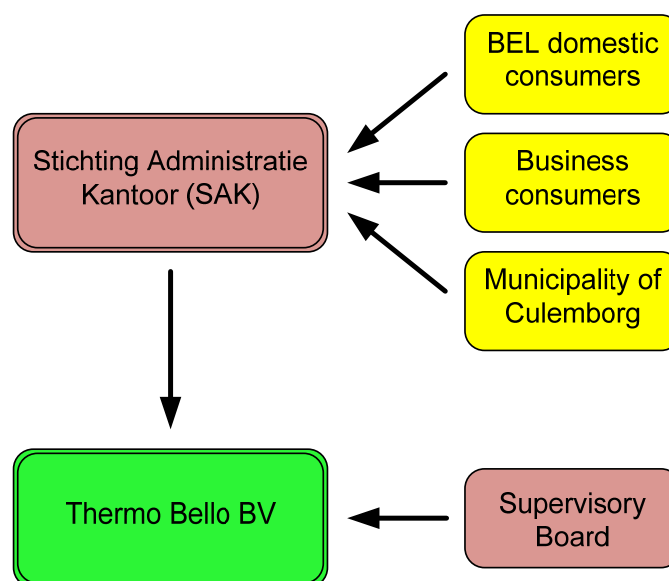 BEL domestic
consumers
Stichting Administratie
Kantoor (SAK)
Business
consumers
Municipality of
Culemborg
Thermo Bello BV
Supervisory
Board